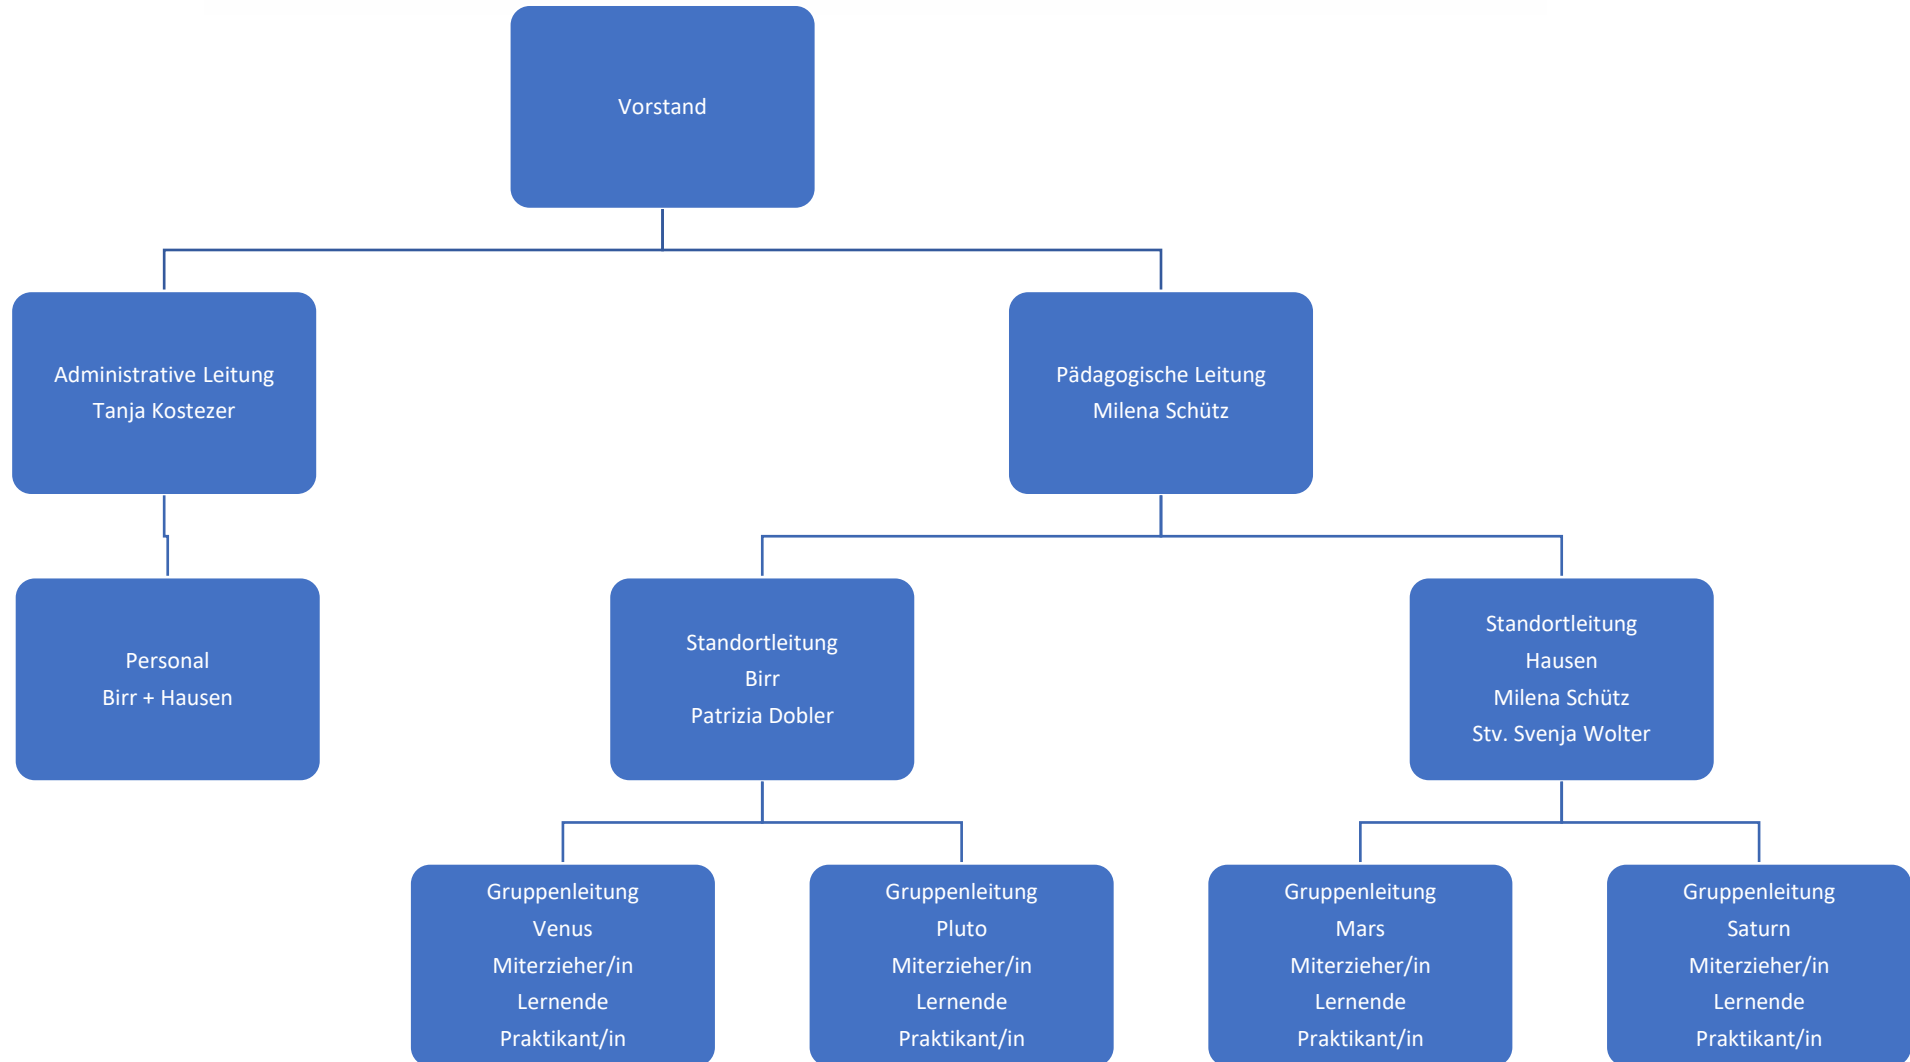 Vorstand
Administrative Leitung
Tanja Kostezer
Pädagogische Leitung
Milena Schütz
Personal
Birr + Hausen
Standortleitung
Birr
Patrizia Dobler
Standortleitung
Hausen
Milena Schütz
Stv. Svenja Wolter
Gruppenleitung
Venus
Miterzieher/in
Lernende
Praktikant/in
Gruppenleitung
Pluto
Miterzieher/in
Lernende
Praktikant/in
Gruppenleitung
Mars
Miterzieher/in
Lernende
Praktikant/in
Gruppenleitung
Saturn
Miterzieher/in
Lernende
Praktikant/in